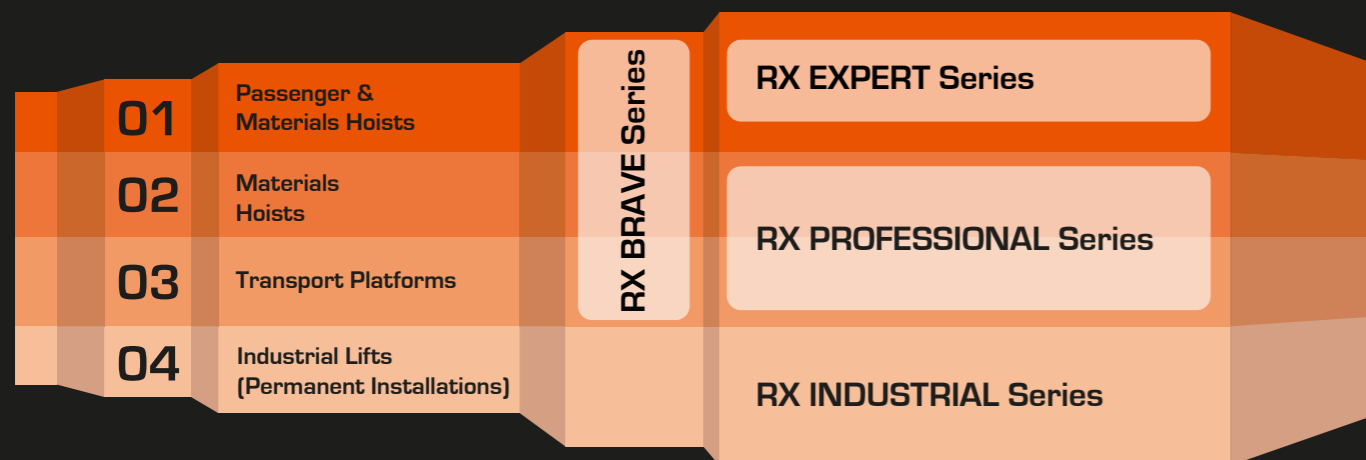 01
Passenger &
Materials Hoists
02
Materials
Hoists
03
Transport Platforms
04
Industrial Lifts
(Permanent Installations)
RX BRAVE Series
RX EXPERT Series
RX PROFESSIONAL Series
RX INDUSTRIAL Series